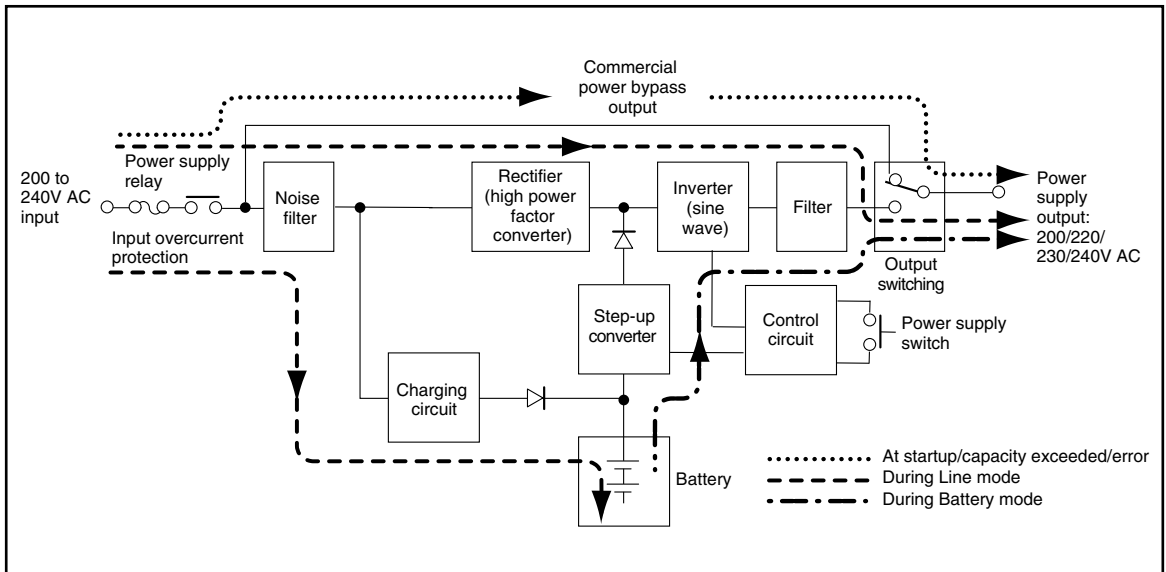 Commercial
power bypass
output
200 to
240V AC
input
Power supply
relay
Input overcurrent
protection
Noise
filter
Rectifier
(high power
factor
converter)
Inverter
(sine
wave)
Filter
Power
supply
output:
200/220/
230/240V AC
Output
switching
Step-up
converter
Control
circuit
Power supply
switch
Charging
circuit
Battery
At startup/capacity exceeded/error
During Line mode
During Battery mode